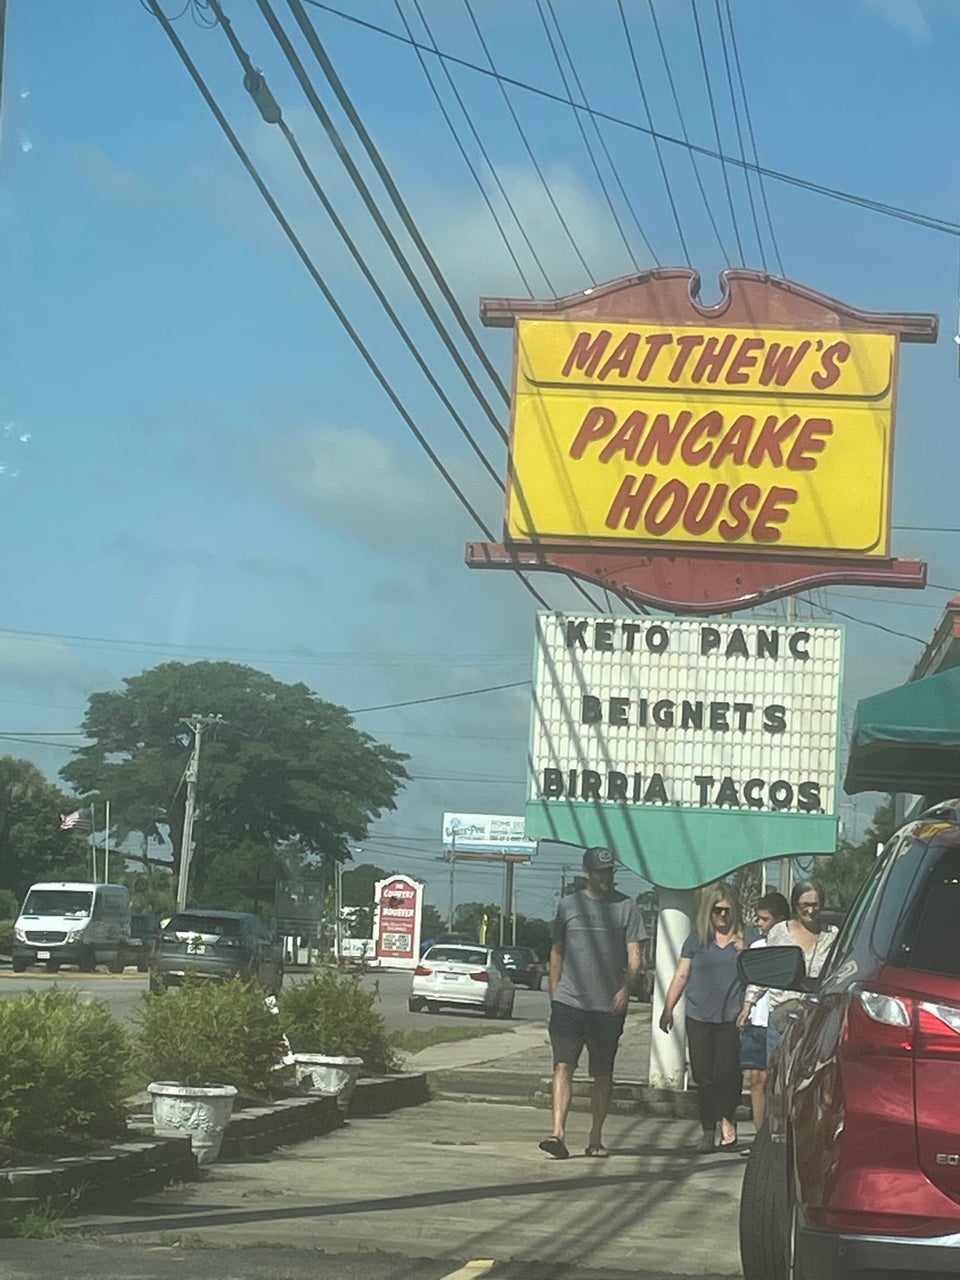 MATTHEW'S
PANCAKE
HOUSE
KETO PANC
BEIGNETS
BIRRIA TACOS